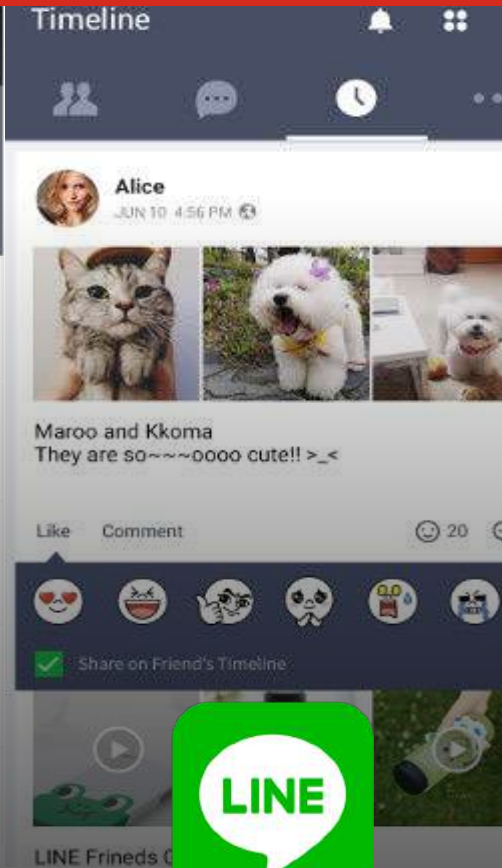 Timeline
Alice
JUN 10 4:56 PM
Maroo and Kkoma
They are so~~~oooo cute!! >_<
Like Comment 20
Share on Friend's Timeline
LINE
LINE Frineds